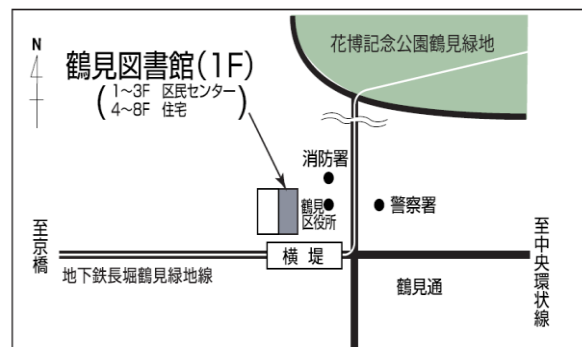 N
花博記念公園鶴見緑地
鶴見図書館(1F)
(1~3F 区民センター
4~8F 住宅)
消防署
鶴見
区役所
警察署
至京橋
横堤
至中央環状線
地下鉄長堀鶴見緑地線
鶴見通